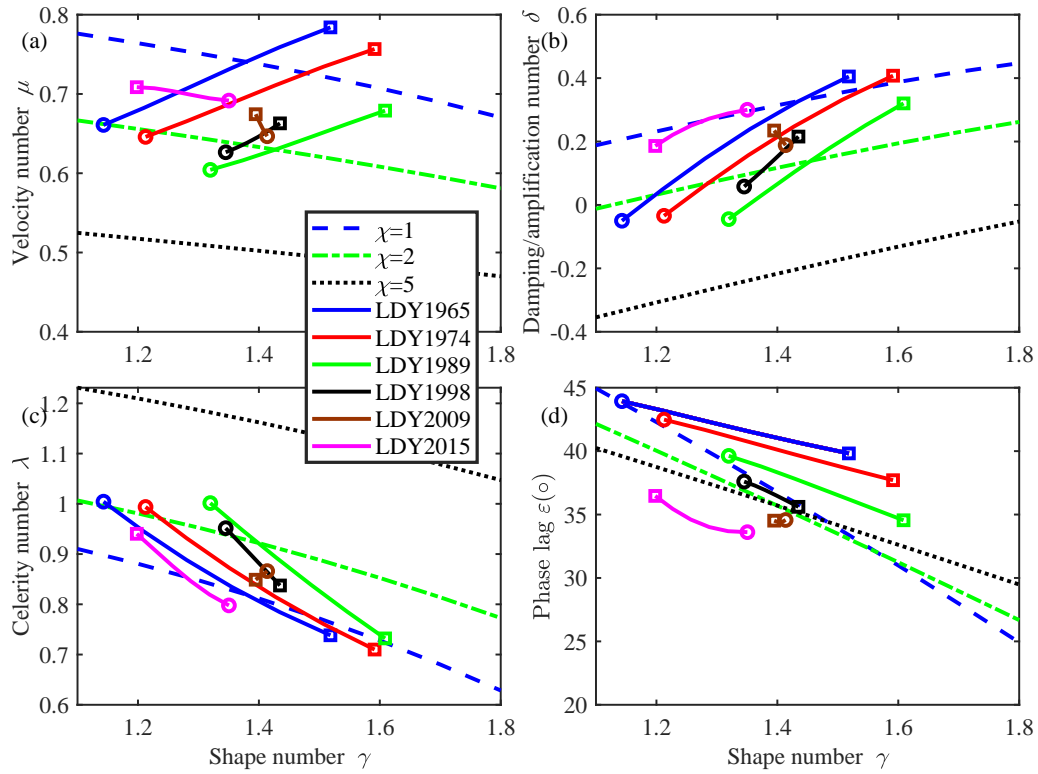 (a)
0.8
0.7
0.6
0.5
0.4
1.2
1.4
1.6
1.8
Velocity number μ
(b)
0.6
0.4
0.2
0
-0.2
-0.4
1.2
1.4
1.6
1.8
Damping/amplification number δ
χ=1
χ=2
χ=5
LDY1965
LDY1974
LDY1989
LDY1998
LDY2009
LDY2015
(c)
1.2
1.1
1
0.9
0.8
0.7
0.6
1.2
1.4
1.6
1.8
Celerity number λ
Shape number γ
(d)
45
40
35
30
25
20
1.2
1.4
1.6
1.8
Phase lag ε(○)
Shape number γ